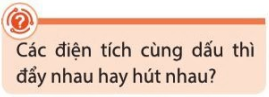 Các điện tích cùng dấu thì
đẩy nhau hay hút nhau?